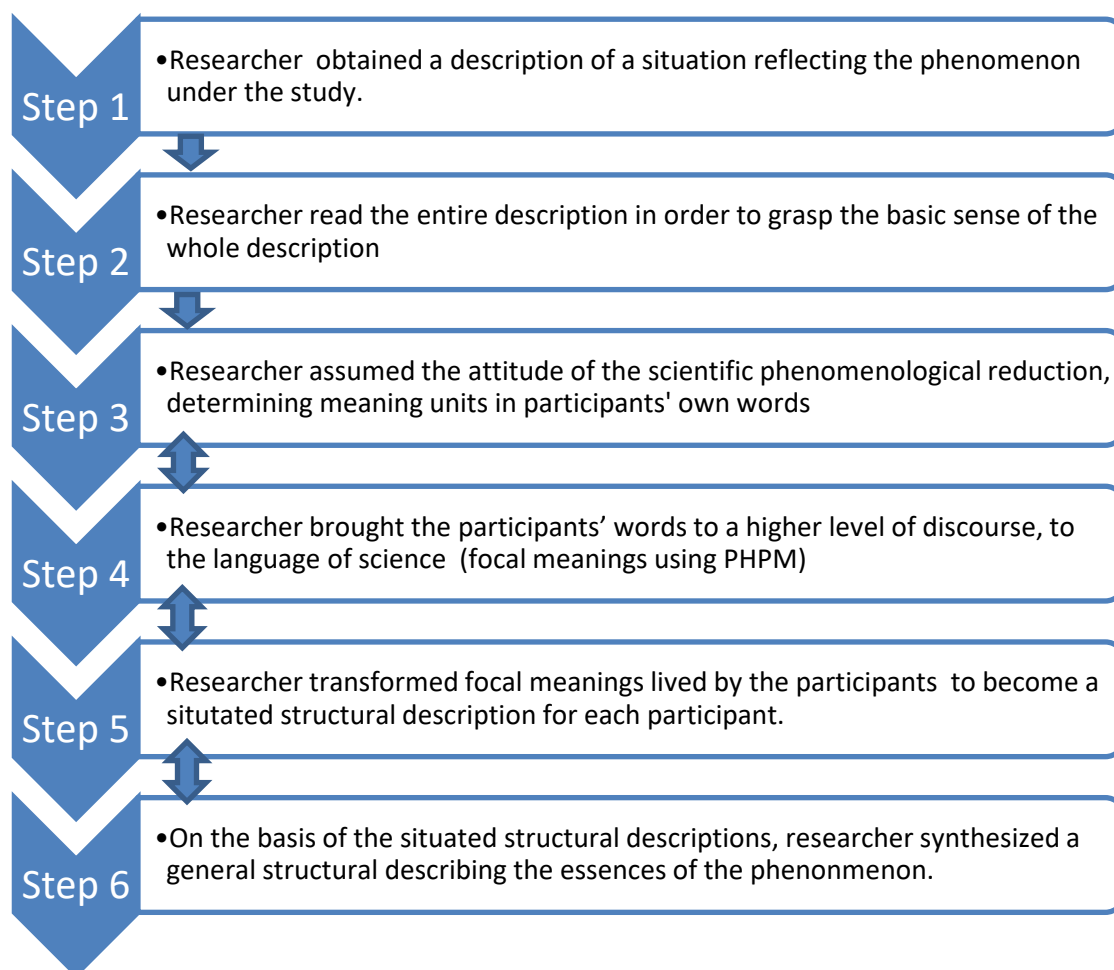 Step 1
•Researcher  obtained a description of a situation reflecting the phenomenon
under the study.
Step 2
•Researcher read the entire description in order to grasp the basic sense of the
whole description
Step 3
•Researcher assumed the attitude of the scientific phenomenological reduction,
determining meaning units in participants' own words
Step 4
•Researcher brought the participants’ words to a higher level of discourse, to
the language of science  (focal meanings using PHPM)
Step 5
•Researcher transformed focal meanings lived by the participants  to become a
situtated structural description for each participant.
Step 6
•On the basis of the situated structural descriptions, researcher synthesized a
general structural describing the essences of the phenonmenon.